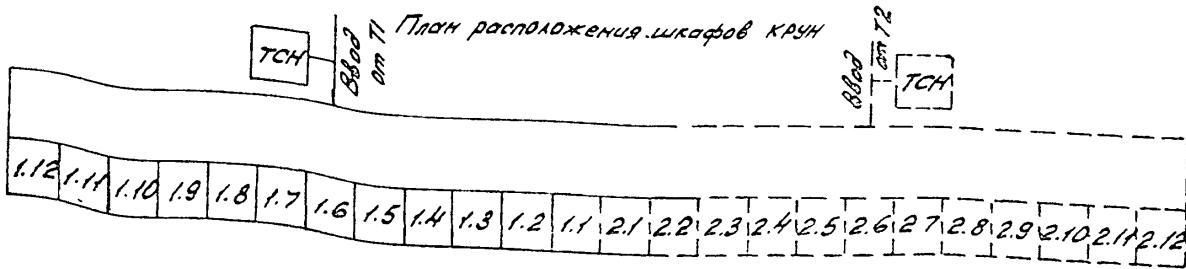 План расположения шкафов КРУН
ТСН
Ввод
от Т1
Ввод
от Т2
ТСН
1.12 1.11 1.10 1.9 1.8 1.7 1.6 1.5 1.4 1.3 1.2 1.1 2.1 2.2 2.3 2.4 2.5 2.6 2.7 2.8 2.9 2.10 2.11 2.12